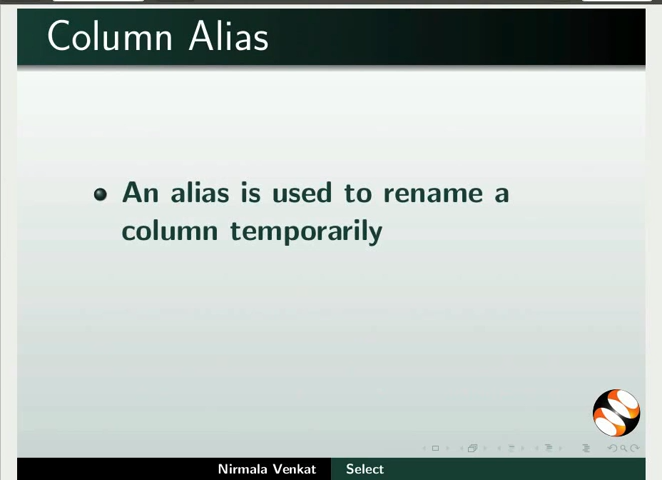 Column Alias
An alias is used to rename a
column temporarily
Nirmala Venkat
Select